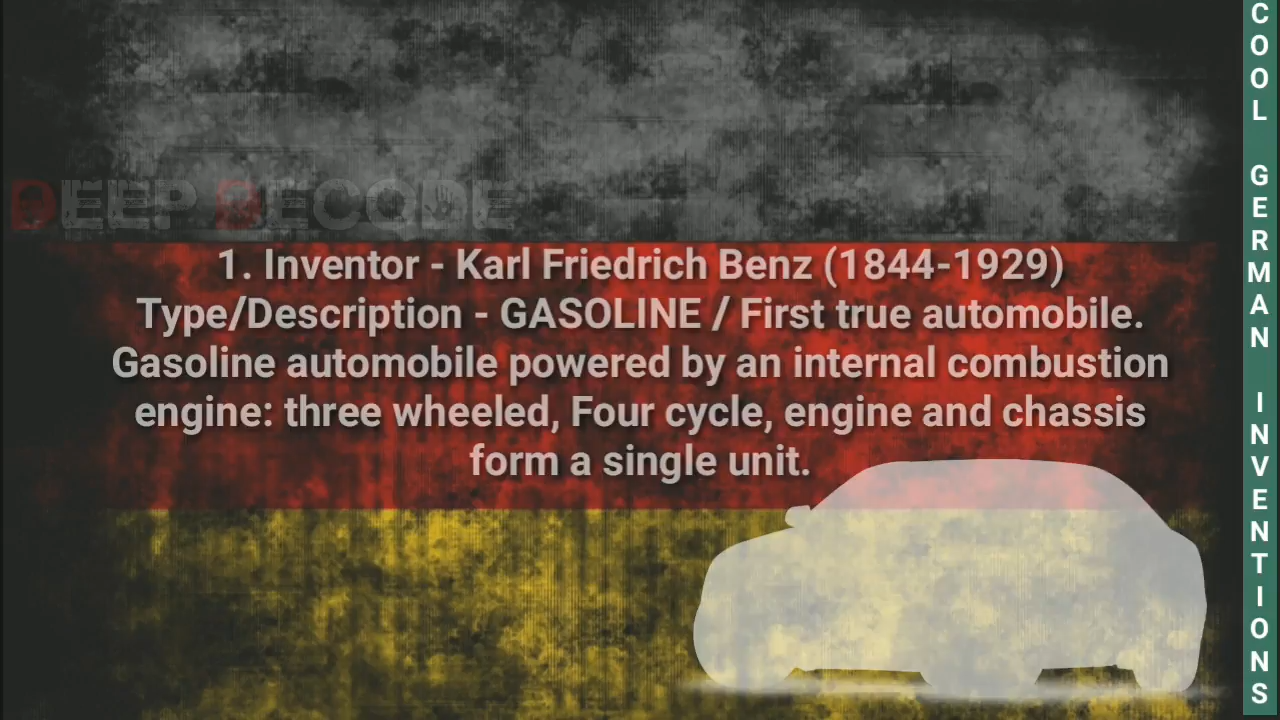 DEEP DECODE
1. Inventor - Karl Friedrich Benz (1844-1929)
Type/Description - GASOLINE / First true automobile.
Gasoline automobile powered by an internal combustion
engine: three wheeled, Four cycle, engine and chassis
form a single unit.
COOL GERMAN INVENTIONS